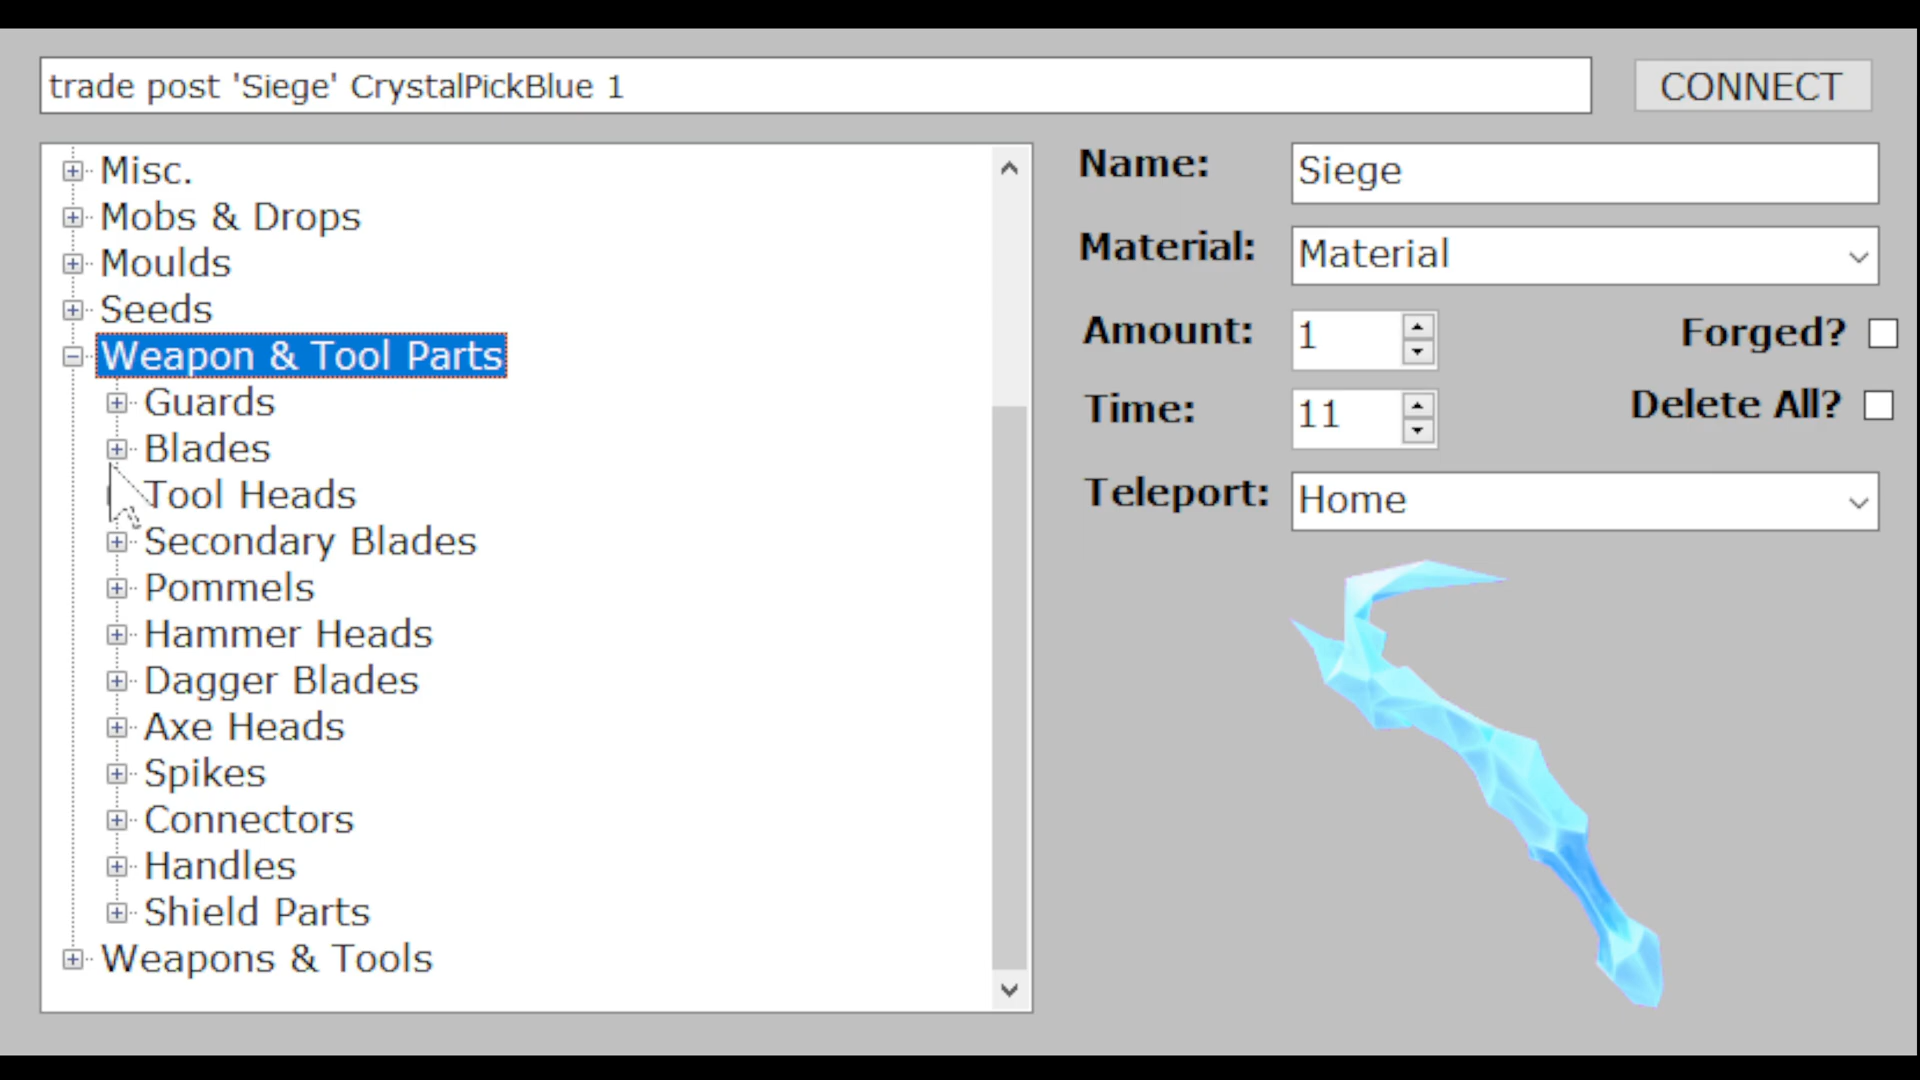 trade post 'Siege' CrystalPickBlue 1
CONNECT
Misc.
Mobs & Drops
Moulds
Seeds
Weapon & Tool Parts
Guards
Blades
Tool Heads
Secondary Blades
Pommels
Hammer Heads
Dagger Blades
Axe Heads
Spikes
Connectors
Handles
Shield Parts
Weapons & Tools
Name: Siege
Material: Material
Amount: 1
Forged?
Time: 11
Delete All?
Teleport: Home